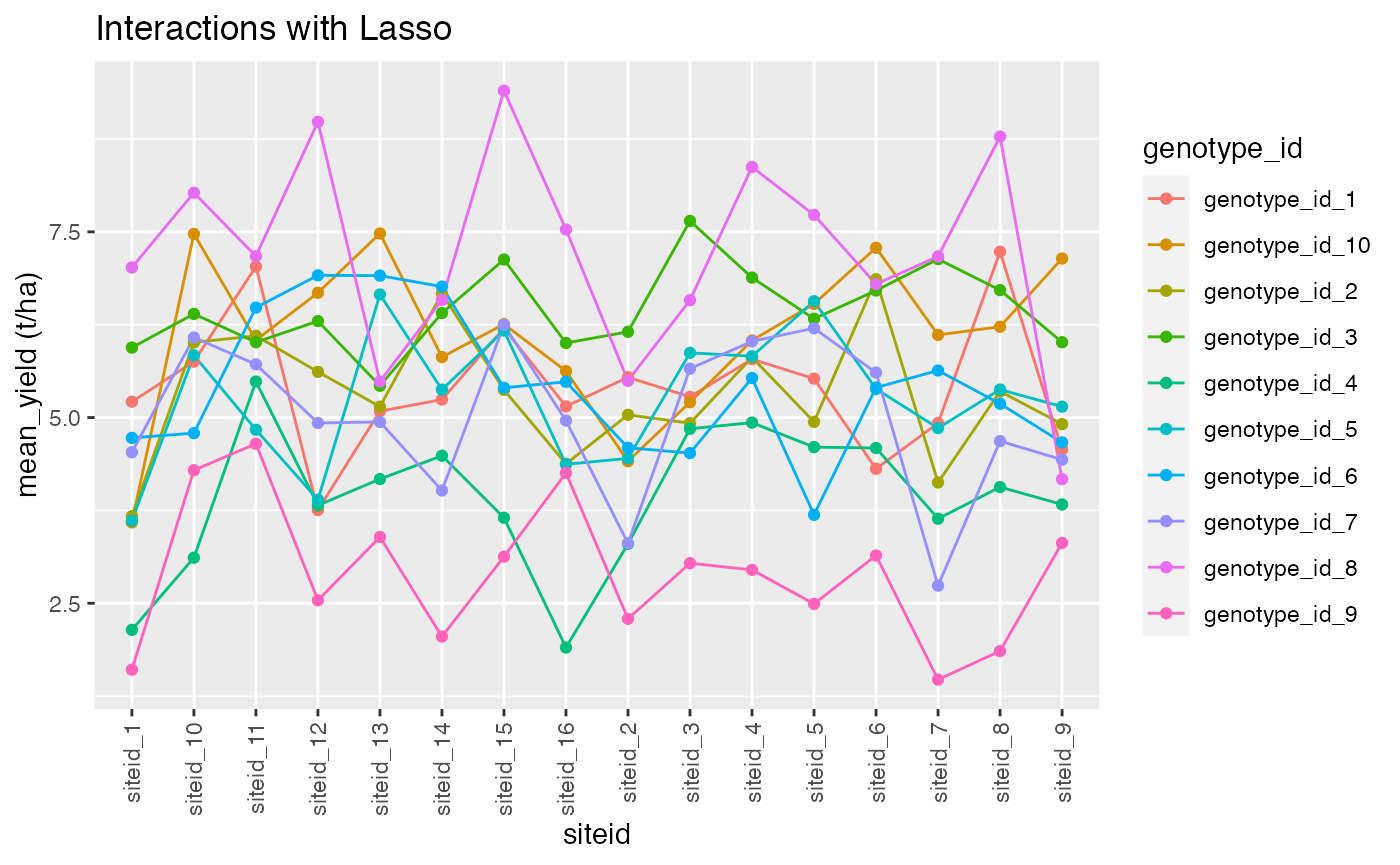 Interactions with Lasso
mean_yield (t/ha)
7.5
5.0
2.5
siteid_1
siteid_10
siteid_11
siteid_12
siteid_13
siteid_14
siteid_15
siteid_16
siteid_2
siteid_3
siteid_4
siteid_5
siteid_6
siteid_7
siteid_8
siteid_9
siteid
genotype_id
genotype_id_1
genotype_id_10
genotype_id_2
genotype_id_3
genotype_id_4
genotype_id_5
genotype_id_6
genotype_id_7
genotype_id_8
genotype_id_9